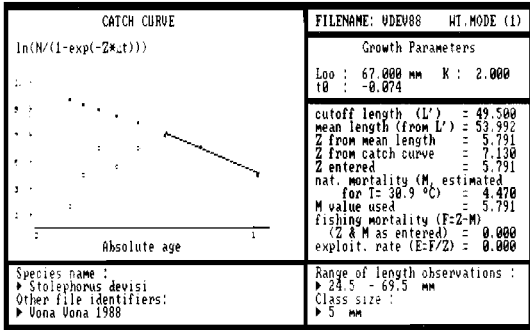 CATCH CURVE
ln(N/(1-exp(-Z*△t)))
Absolute age
1
FILENAME: VDEV88 WT.MODE (1)
Growth Parameters
Loo : 67.000 mm K : 2.000
t0 : -0.074
cutoff length (L') = 49.500
mean length (from L') = 53.992
Z from mean length = 5.791
Z from catch curve = 7.130
Z entered = 5.791
nat. mortality (M, estimated
for T= 30.9 ºC) = 4.470
M value used = 5.791
fishing mortality (F=Z-M)
(Z & M as entered) = 0.000
exploit. rate (E=F/Z) = 0.000
Species name :
▶ Stolephorus devisi
Other file identifiers:
▶ Vona Vona 1988
Range of length observations :
▶ 24.5 - 69.5 mm
Class size :
▶ 5 mm